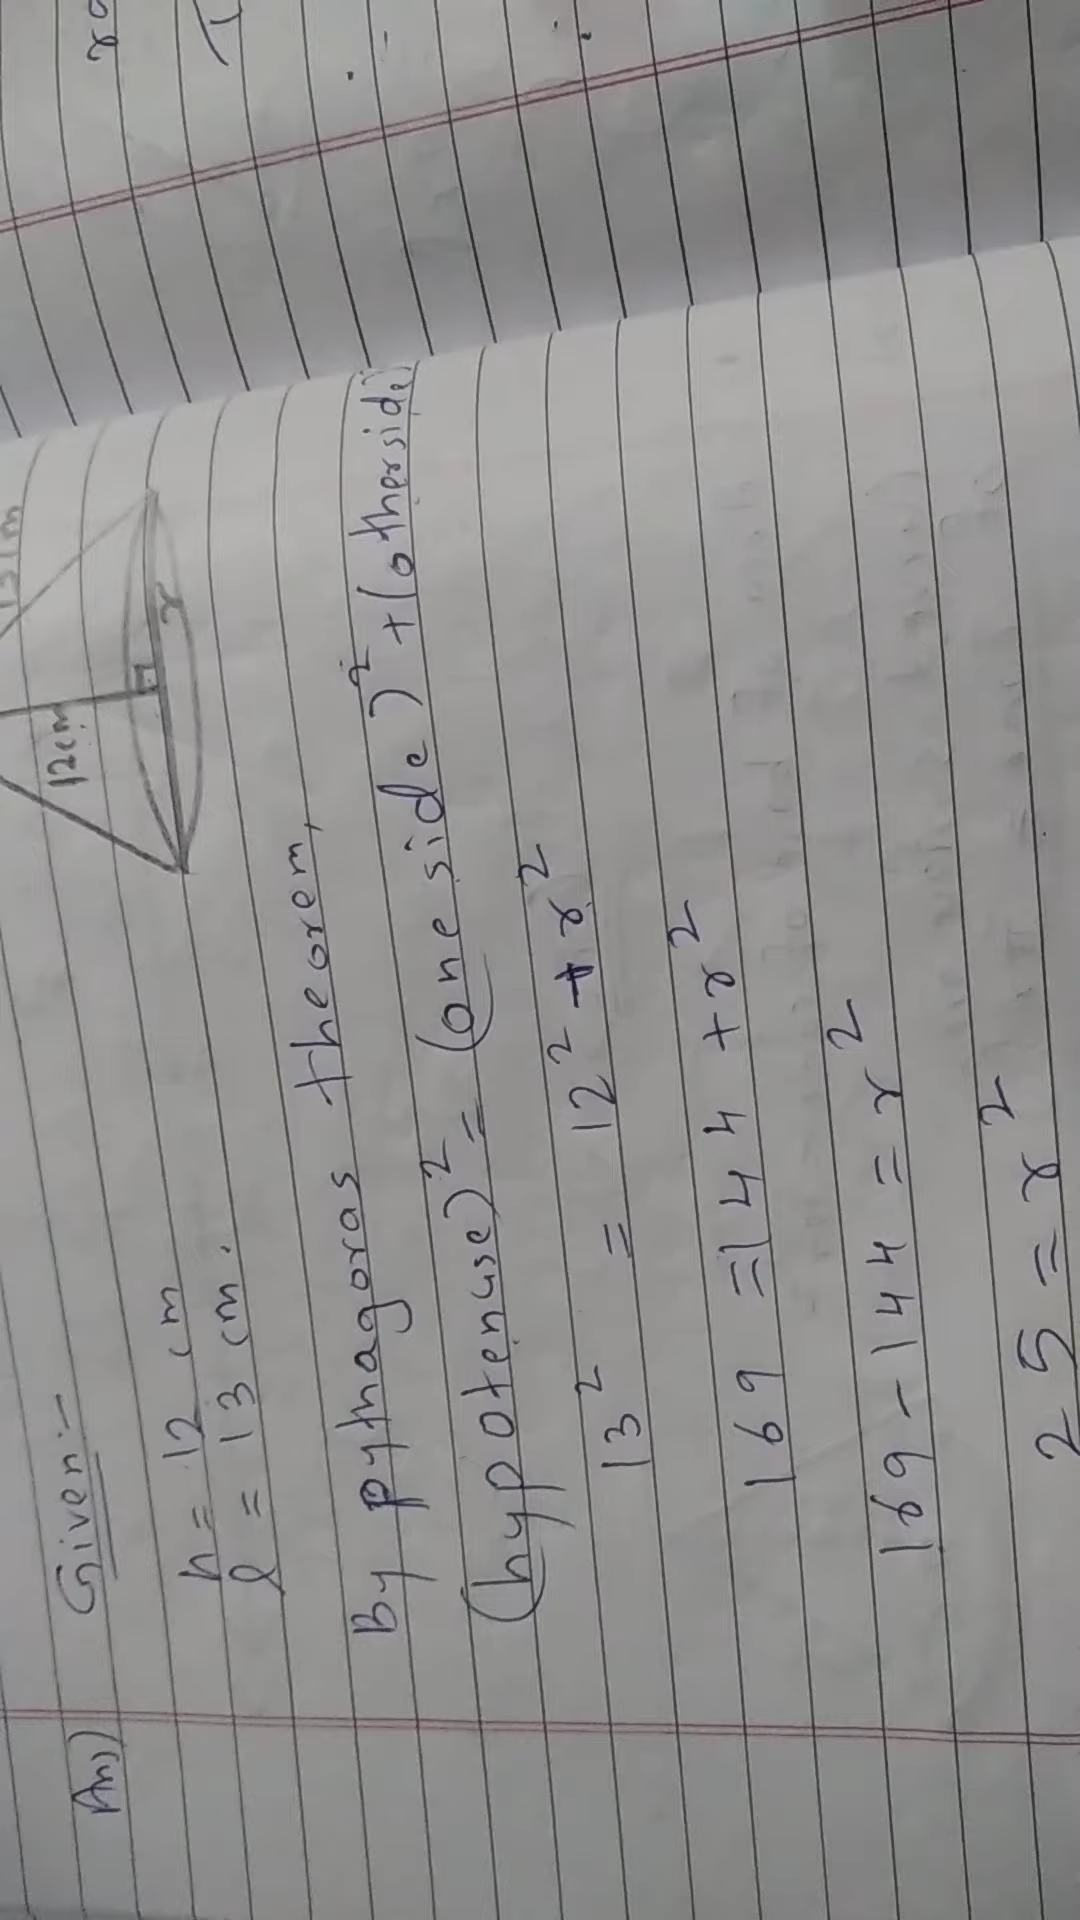 Ans) Given:-
13cm
12cm
r
h = 12 cm
l = 13 cm.
By pythagoras theorem,
(hypotenuse)² = (one side)² + (other side)
13² = 12² + r²
169 = 144 + r²
169 - 144 = r²
25 = r²